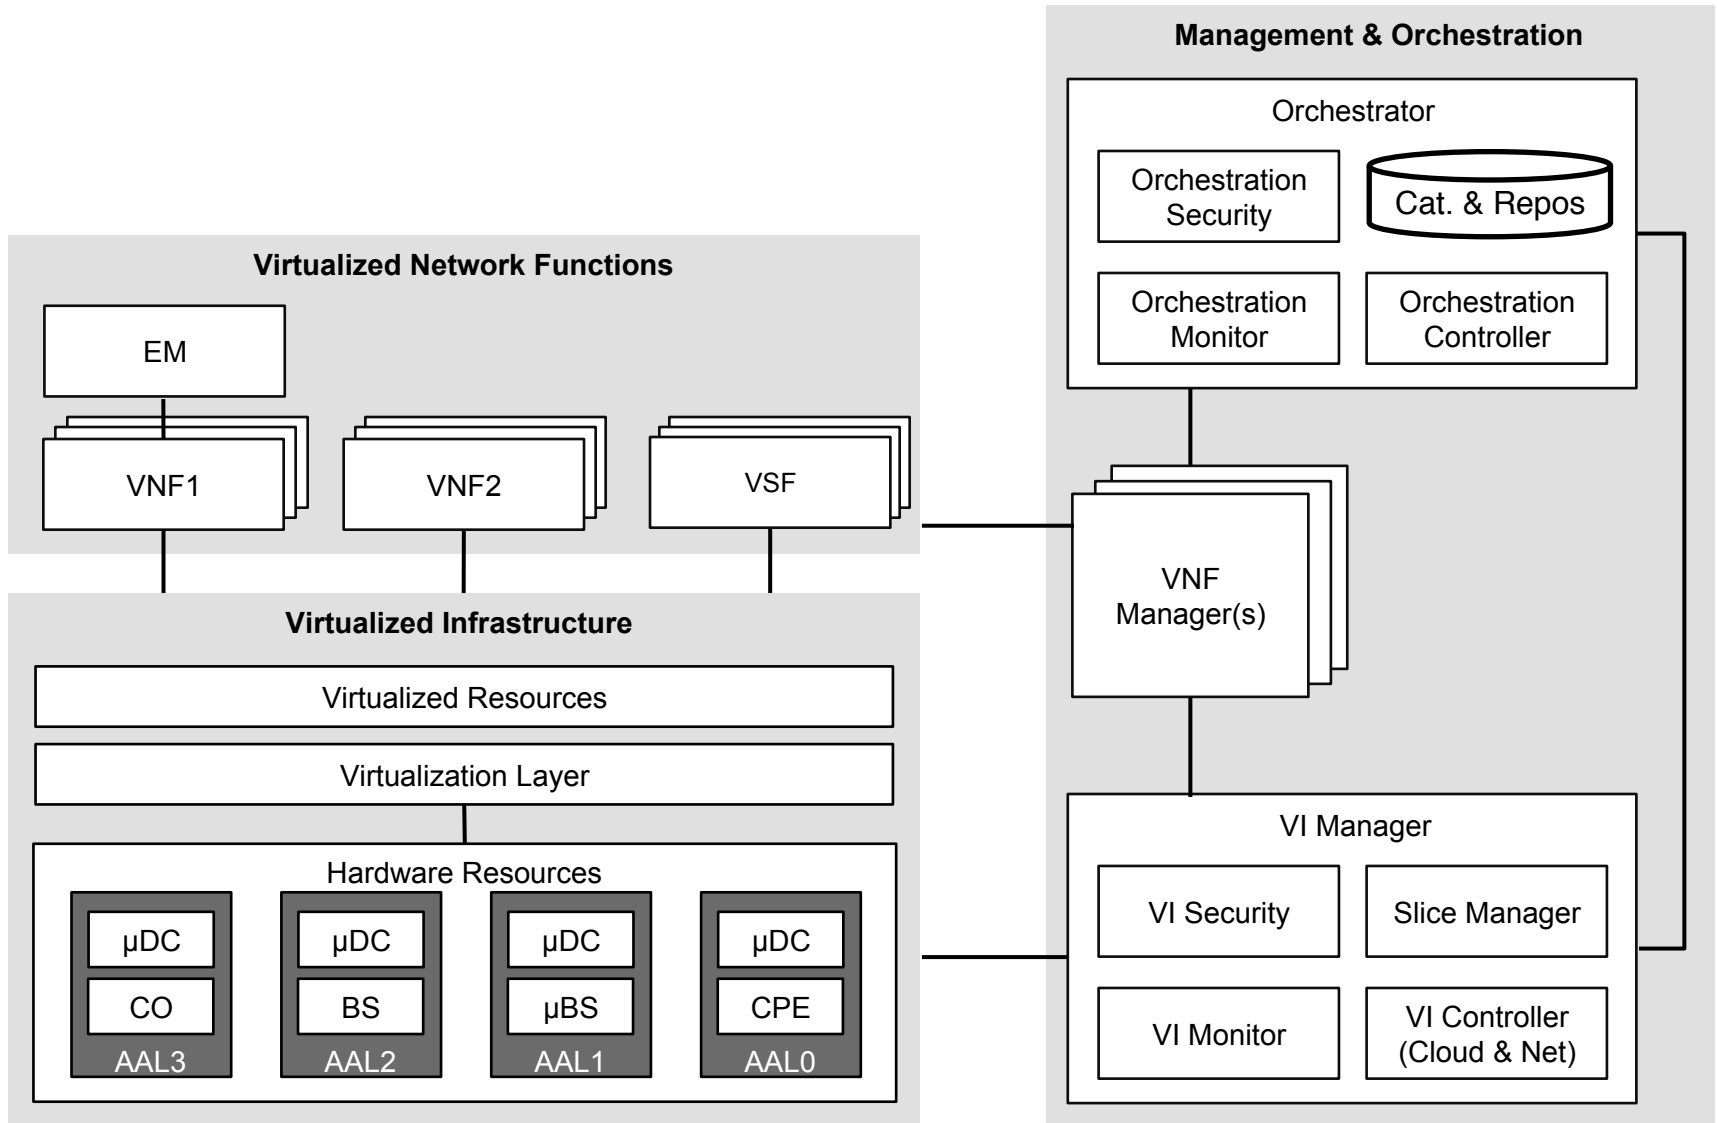 Management & Orchestration
Orchestrator
Orchestration
Security
Cat. & Repos
Orchestration
Monitor
Orchestration
Controller
Virtualized Network Functions
EM
VNF1
VNF2
VSF
VNF
Manager(s)
Virtualized Infrastructure
Virtualized Resources
Virtualization Layer
Hardware Resources
µDC
CO
AAL3
µDC
BS
AAL2
µDC
µBS
AAL1
µDC
CPE
AAL0
VI Manager
VI Security
Slice Manager
VI Monitor
VI Controller
(Cloud & Net)